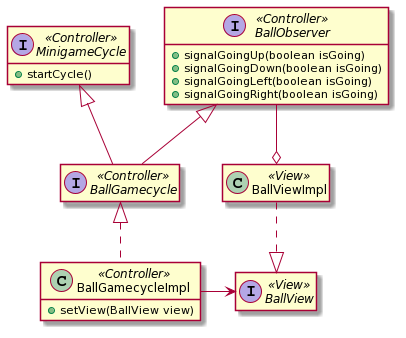 I
«Controller»
MinigameCycle
startCycle()
I
«Controller»
BallObserver
signalGoingUp(boolean isGoing)
signalGoingDown(boolean isGoing)
signalGoingLeft(boolean isGoing)
signalGoingRight(boolean isGoing)
I
«Controller»
BallGamecycle
C
«View»
BallViewImpl
C
«Controller»
BallGamecycleImpl
setView(BallView view)
I
«View»
BallView